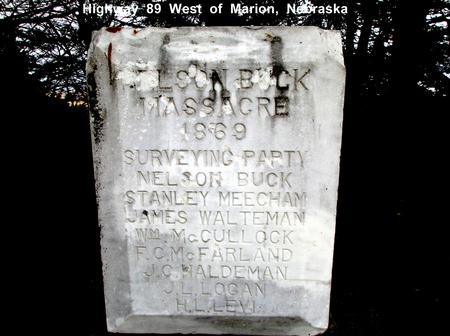 Highway 89 West of Marion, Nebraska
NELSON BUCK
MASSACRE
1869
SURVEYING PARTY
NELSON BUCK
STANLEY MEECHAM
JAMES WALTEMAN
WM. McCULLOCK
F.C. McFARLAND
J.C. HALDEMAN
J.L. LOGAN
H.L. LEVI